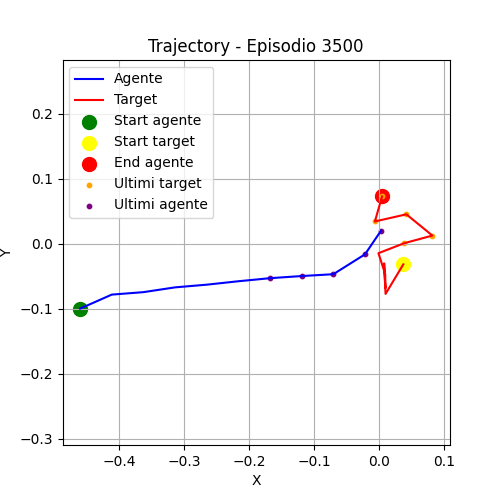 Trajectory - Episodio 3500
Agente
Target
Start agente
Start target
End agente
Ultimi target
Ultimi agente
0.2
0.1
0.0
−0.1
−0.2
−0.3
Y
−0.4
−0.3
−0.2
−0.1
0.0
0.1
X